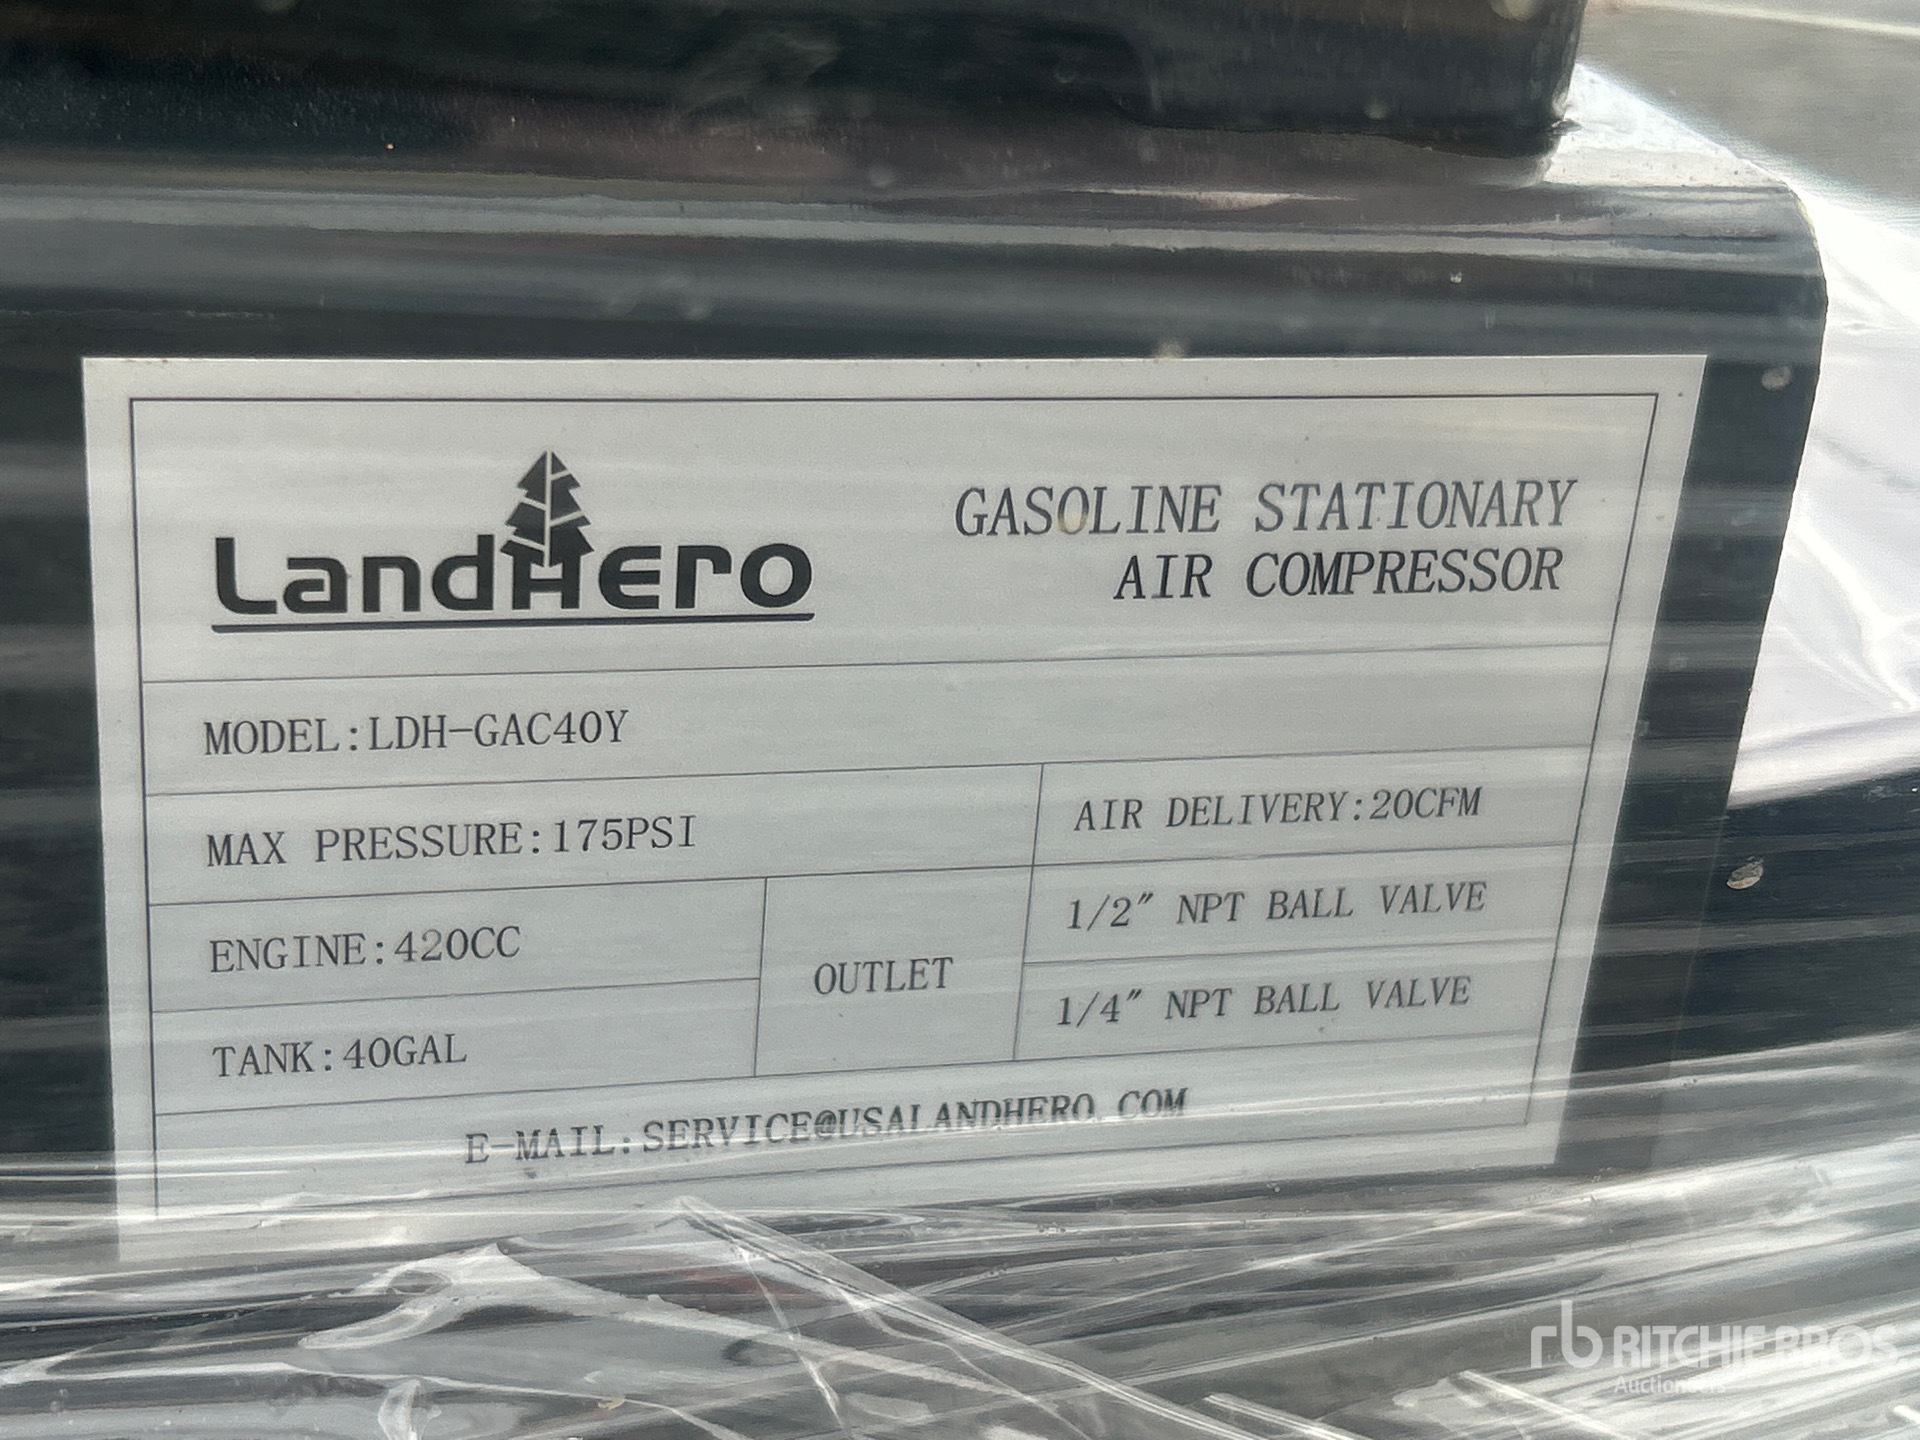 LandHero
GASOLINE STATIONARY
AIR COMPRESSOR
MODEL:LDH-GAC40Y
MAX PRESSURE:175PSI
AIR DELIVERY:20CFM
ENGINE:420CC
OUTLET
1/2" NPT BALL VALVE
1/4" NPT BALL VALVE
TANK:40GAL
E-MAIL:SERVICE@USALANDHERO.COM
rb RITCHIE BROS
Auctioneers